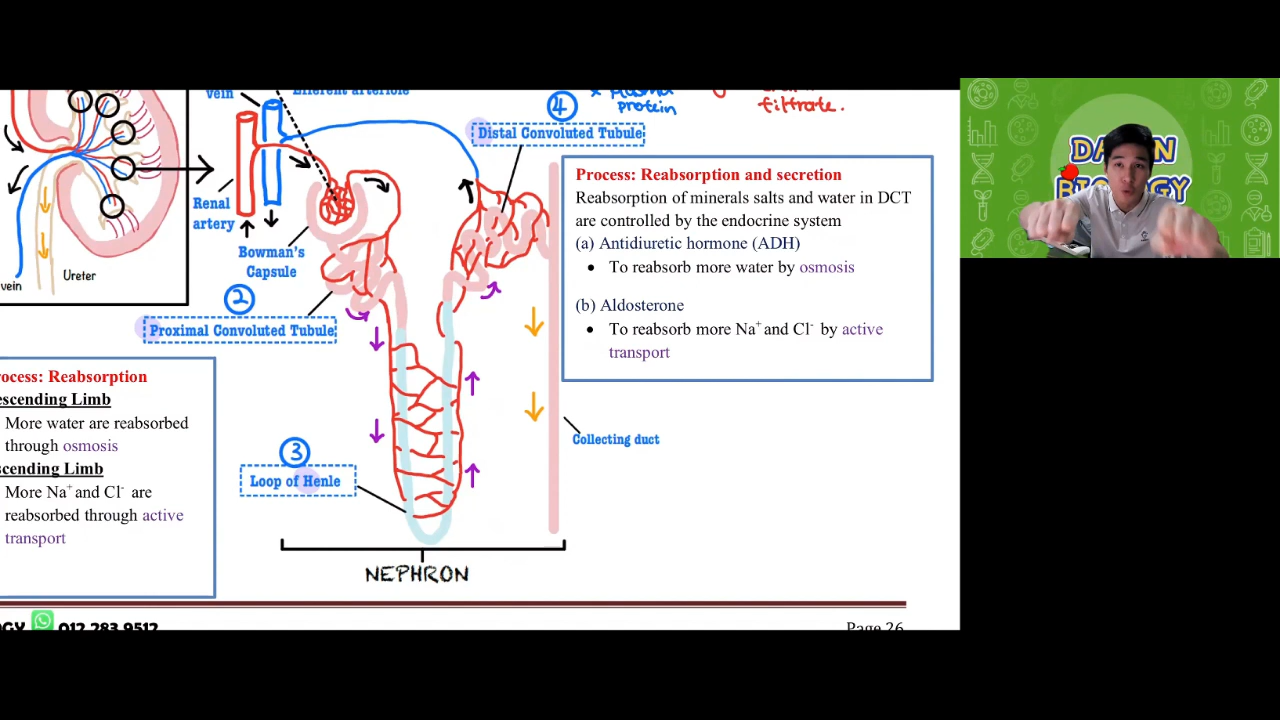 vein
Efferent arteriole
4
protein
filtrate.
Distal Convoluted Tubule
Process: Reabsorption and secretion
Reabsorption of minerals salts and water in DCT
are controlled by the endocrine system
(a) Antidiuretic hormone (ADH)
• To reabsorb more water by osmosis
(b) Aldosterone
• To reabsorb more Na+ and Cl- by active
transport
Renal
artery
Bowman's
Capsule
Ureter
vein
2
Proximal Convoluted Tubule
ocess: Reabsorption
escending Limb
More water are reabsorbed
through osmosis
scending Limb
More Na+ and Cl- are
reabsorbed through active
transport
3
Loop of Henle
Collecting duct
NEPHRON
OGY 012 283 9512
Page 26
BIOLOGY